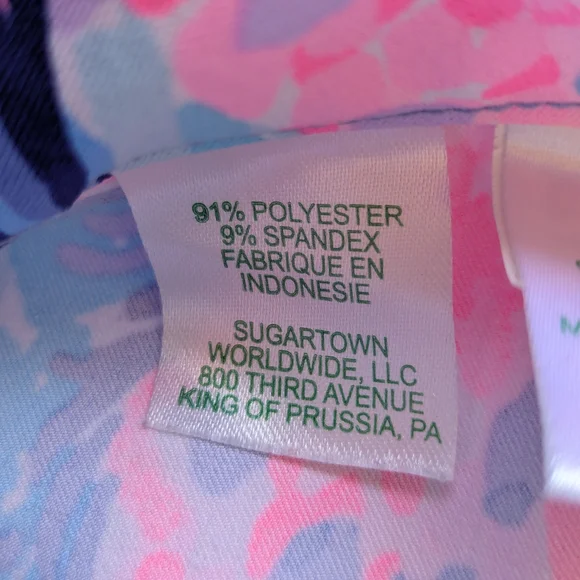 91% POLYESTER
9% SPANDEX
FABRIQUE EN
INDONESIE
SUGARTOWN
WORLDWIDE, LLC
800 THIRD AVENUE
KING OF PRUSSIA, PA